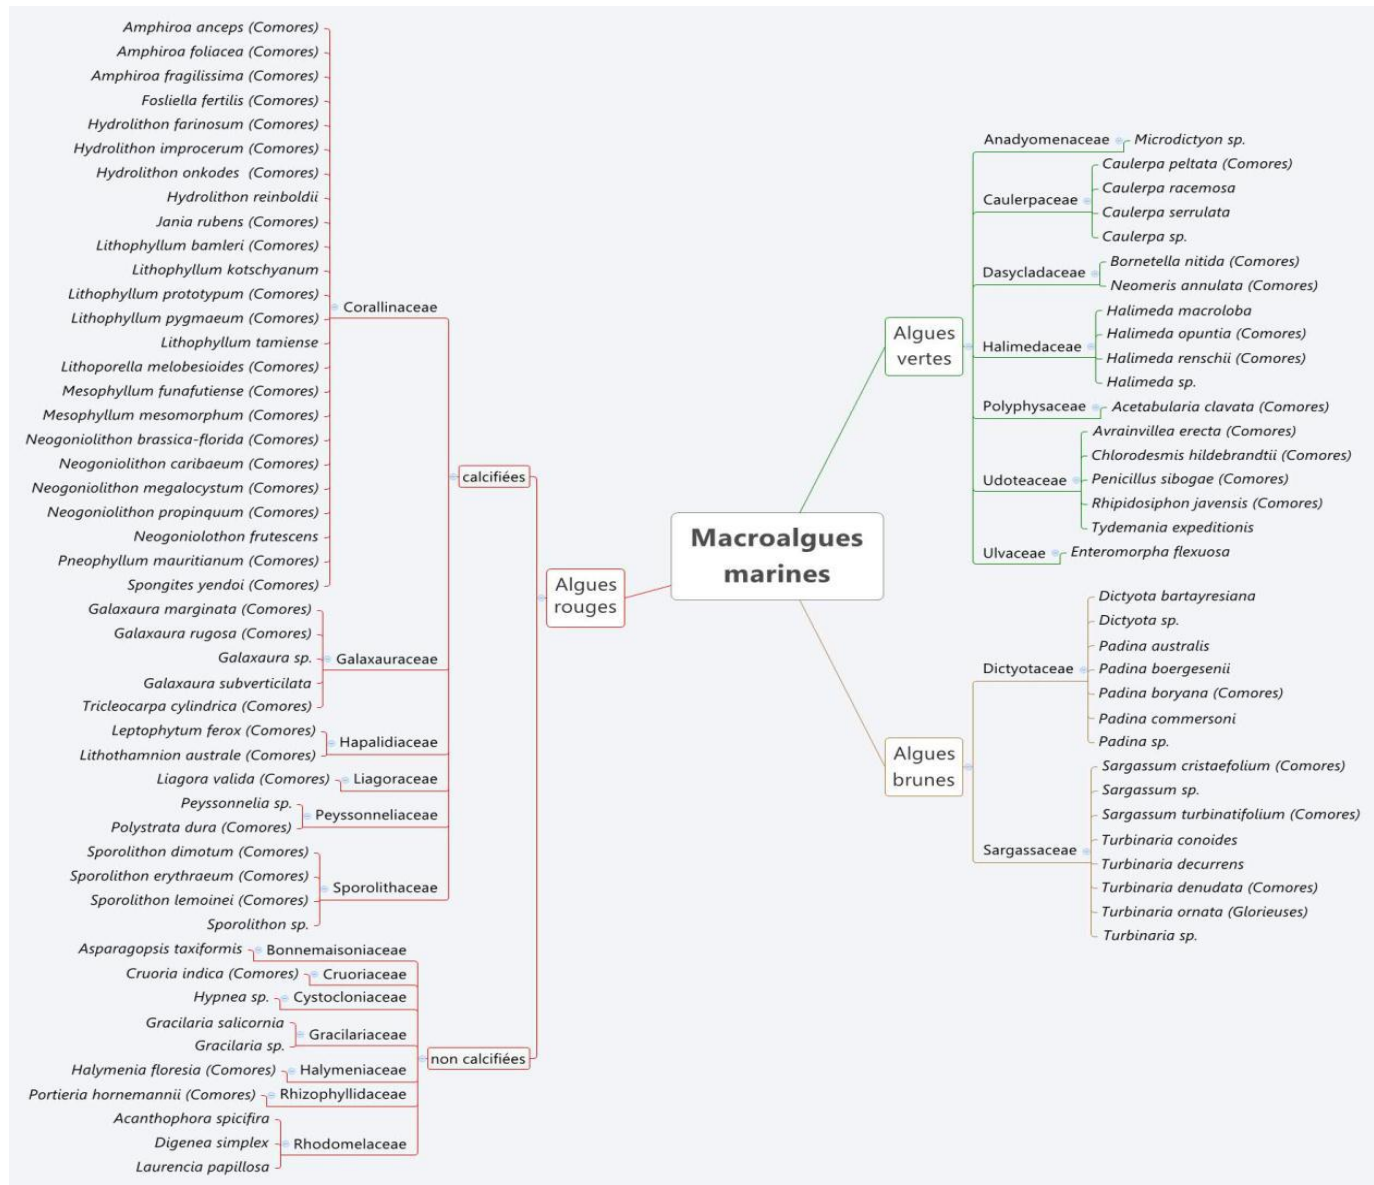 Macroalgues
marines
Algues
rouges
calcifiées
Corallinaceae
Amphiroa anceps (Comores)
Amphiroa foliacea (Comores)
Amphiroa fragilissima (Comores)
Fosliella fertilis (Comores)
Hydrolithon farinosum (Comores)
Hydrolithon improcerum (Comores)
Hydrolithon onkodes (Comores)
Hydrolithon reinboldii
Jania rubens (Comores)
Lithophyllum bamleri (Comores)
Lithophyllum kotschyanum
Lithophyllum prototypum (Comores)
Lithophyllum pygmaeum (Comores)
Lithophyllum tamiense
Lithoporella melobesioides (Comores)
Mesophyllum funafutiense (Comores)
Mesophyllum mesomorphum (Comores)
Neogoniolithon brassica-florida (Comores)
Neogoniolithon caribaeum (Comores)
Neogoniolithon megalocystum (Comores)
Neogoniolithon propinquum (Comores)
Neogoniolothon frutescens
Pneophyllum mauritianum (Comores)
Spongites yendoi (Comores)
Galaxauraceae
Galaxaura marginata (Comores)
Galaxaura rugosa (Comores)
Galaxaura sp.
Galaxaura subverticilata
Tricleocarpa cylindrica (Comores)
Hapalidiaceae
Leptophytum ferox (Comores)
Lithothamnion australe (Comores)
Liagoraceae
Liagora valida (Comores)
Peyssonneliaceae
Peyssonnelia sp.
Polystrata dura (Comores)
Sporolithaceae
Sporolithon dimotum (Comores)
Sporolithon erythraeum (Comores)
Sporolithon lemoinei (Comores)
Sporolithon sp.
non calcifiées
Bonnemaisoniaceae
Asparagopsis taxiformis
Cruoriaceae
Cruoria indica (Comores)
Cystocloniaceae
Hypnea sp.
Gracilariaceae
Gracilaria salicornia
Gracilaria sp.
Halymeniaceae
Halymenia floresia (Comores)
Rhizophyllidaceae
Portieria hornemannii (Comores)
Rhodomelaceae
Acanthophora spicifira
Digenea simplex
Laurencia papillosa
Algues
vertes
Anadyomenaceae
Microdictyon sp.
Caulerpaceae
Caulerpa peltata (Comores)
Caulerpa racemosa
Caulerpa serrulata
Caulerpa sp.
Dasycladaceae
Bornetella nitida (Comores)
Neomeris annulata (Comores)
Halimedaceae
Halimeda macroloba
Halimeda opuntia (Comores)
Halimeda renschii (Comores)
Halimeda sp.
Polyphysaceae
Acetabularia clavata (Comores)
Udoteaceae
Avrainvillea erecta (Comores)
Chlorodesmis hildebrandtii (Comores)
Penicillus sibogae (Comores)
Rhipidosiphon javensis (Comores)
Tydemania expeditionis
Ulvaceae
Enteromorpha flexuosa
Algues
brunes
Dictyotaceae
Dictyota bartayresiana
Dictyota sp.
Padina australis
Padina boergesenii
Padina boryana (Comores)
Padina commersoni
Padina sp.
Sargassaceae
Sargassum cristaefolium (Comores)
Sargassum sp.
Sargassum turbinatifolium (Comores)
Turbinaria conoides
Turbinaria decurrens
Turbinaria denudata (Comores)
Turbinaria ornata (Glorieuses)
Turbinaria sp.